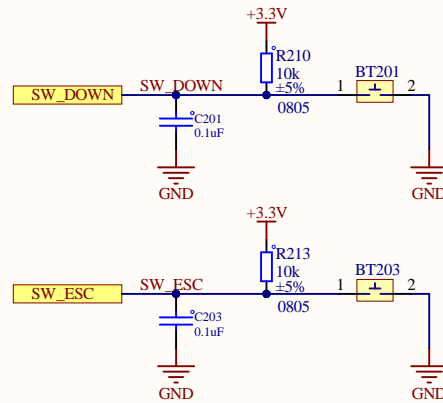 +3.3V
R210
10k
±5%
0805
SW_DOWN
SW_DOWN
1
BT201
2
C201
0.1uF
GND
GND
+3.3V
R213
10k
±5%
0805
SW_ESC
SW_ESC
1
BT203
2
C203
0.1uF
GND
GND